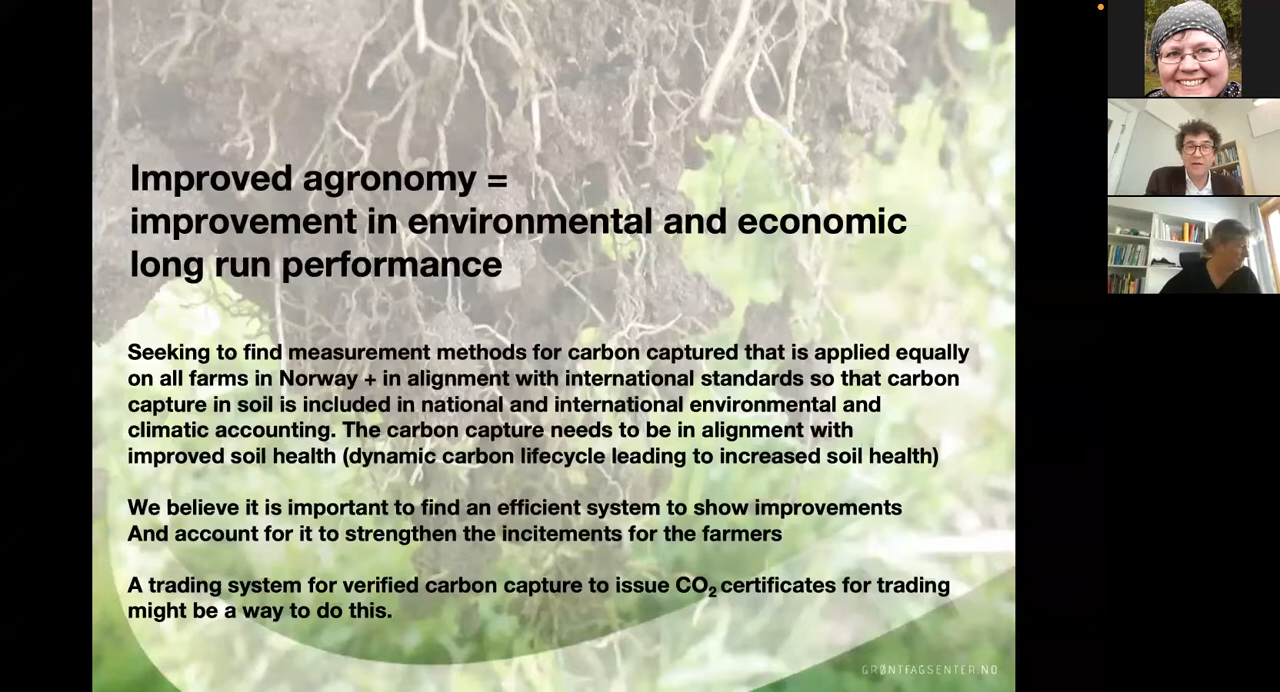 Improved agronomy =
improvement in environmental and economic
long run performance
Seeking to find measurement methods for carbon captured that is applied equally
on all farms in Norway + in alignment with international standards so that carbon
capture in soil is included in national and international environmental and
climatic accounting. The carbon capture needs to be in alignment with
improved soil health (dynamic carbon lifecycle leading to increased soil health)
We believe it is important to find an efficient system to show improvements
And account for it to strengthen the incitements for the farmers
A trading system for verified carbon capture to issue CO₂ certificates for trading
might be a way to do this.
GRØNTFAGSENTER.NO